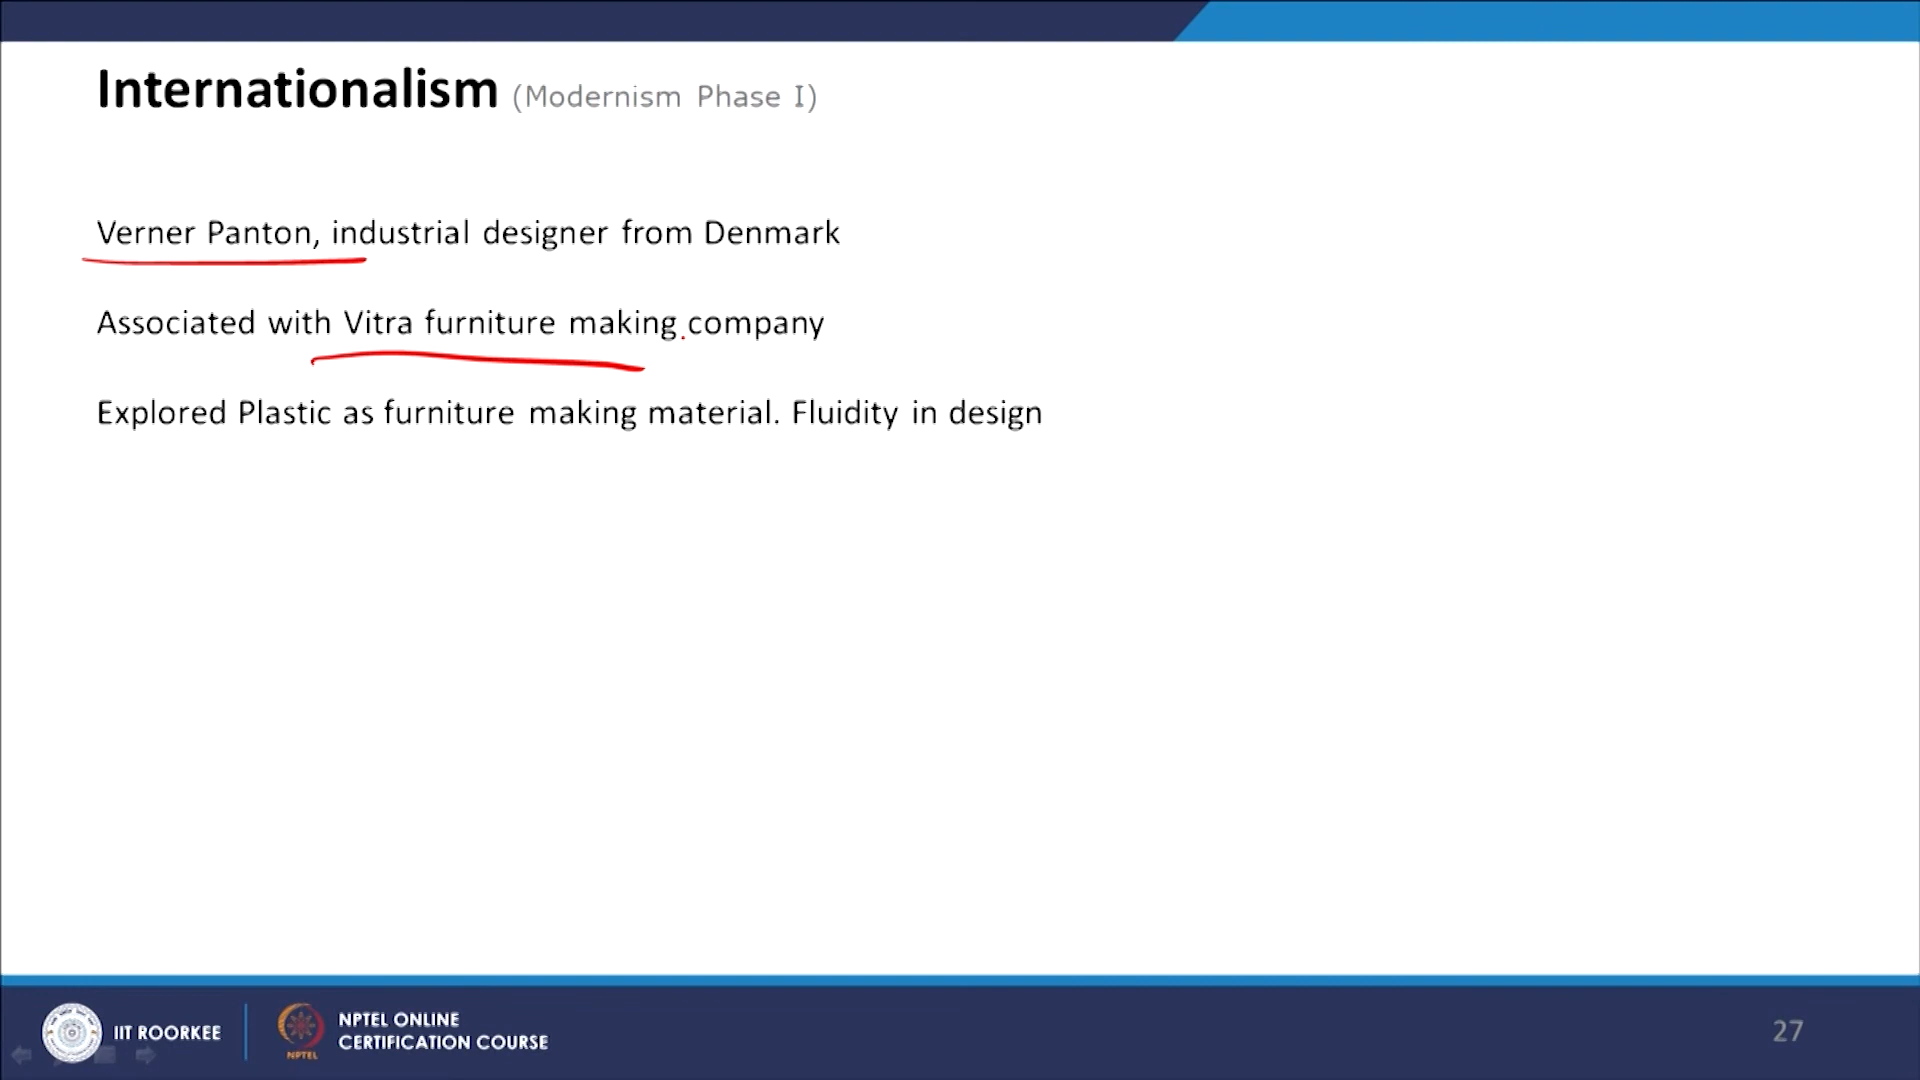 Internationalism (Modernism Phase I)
Verner Panton, industrial designer from Denmark
Associated with Vitra furniture making company
Explored Plastic as furniture making material. Fluidity in design
IIT ROORKEE
NPTEL
NPTEL ONLINE
CERTIFICATION COURSE
27